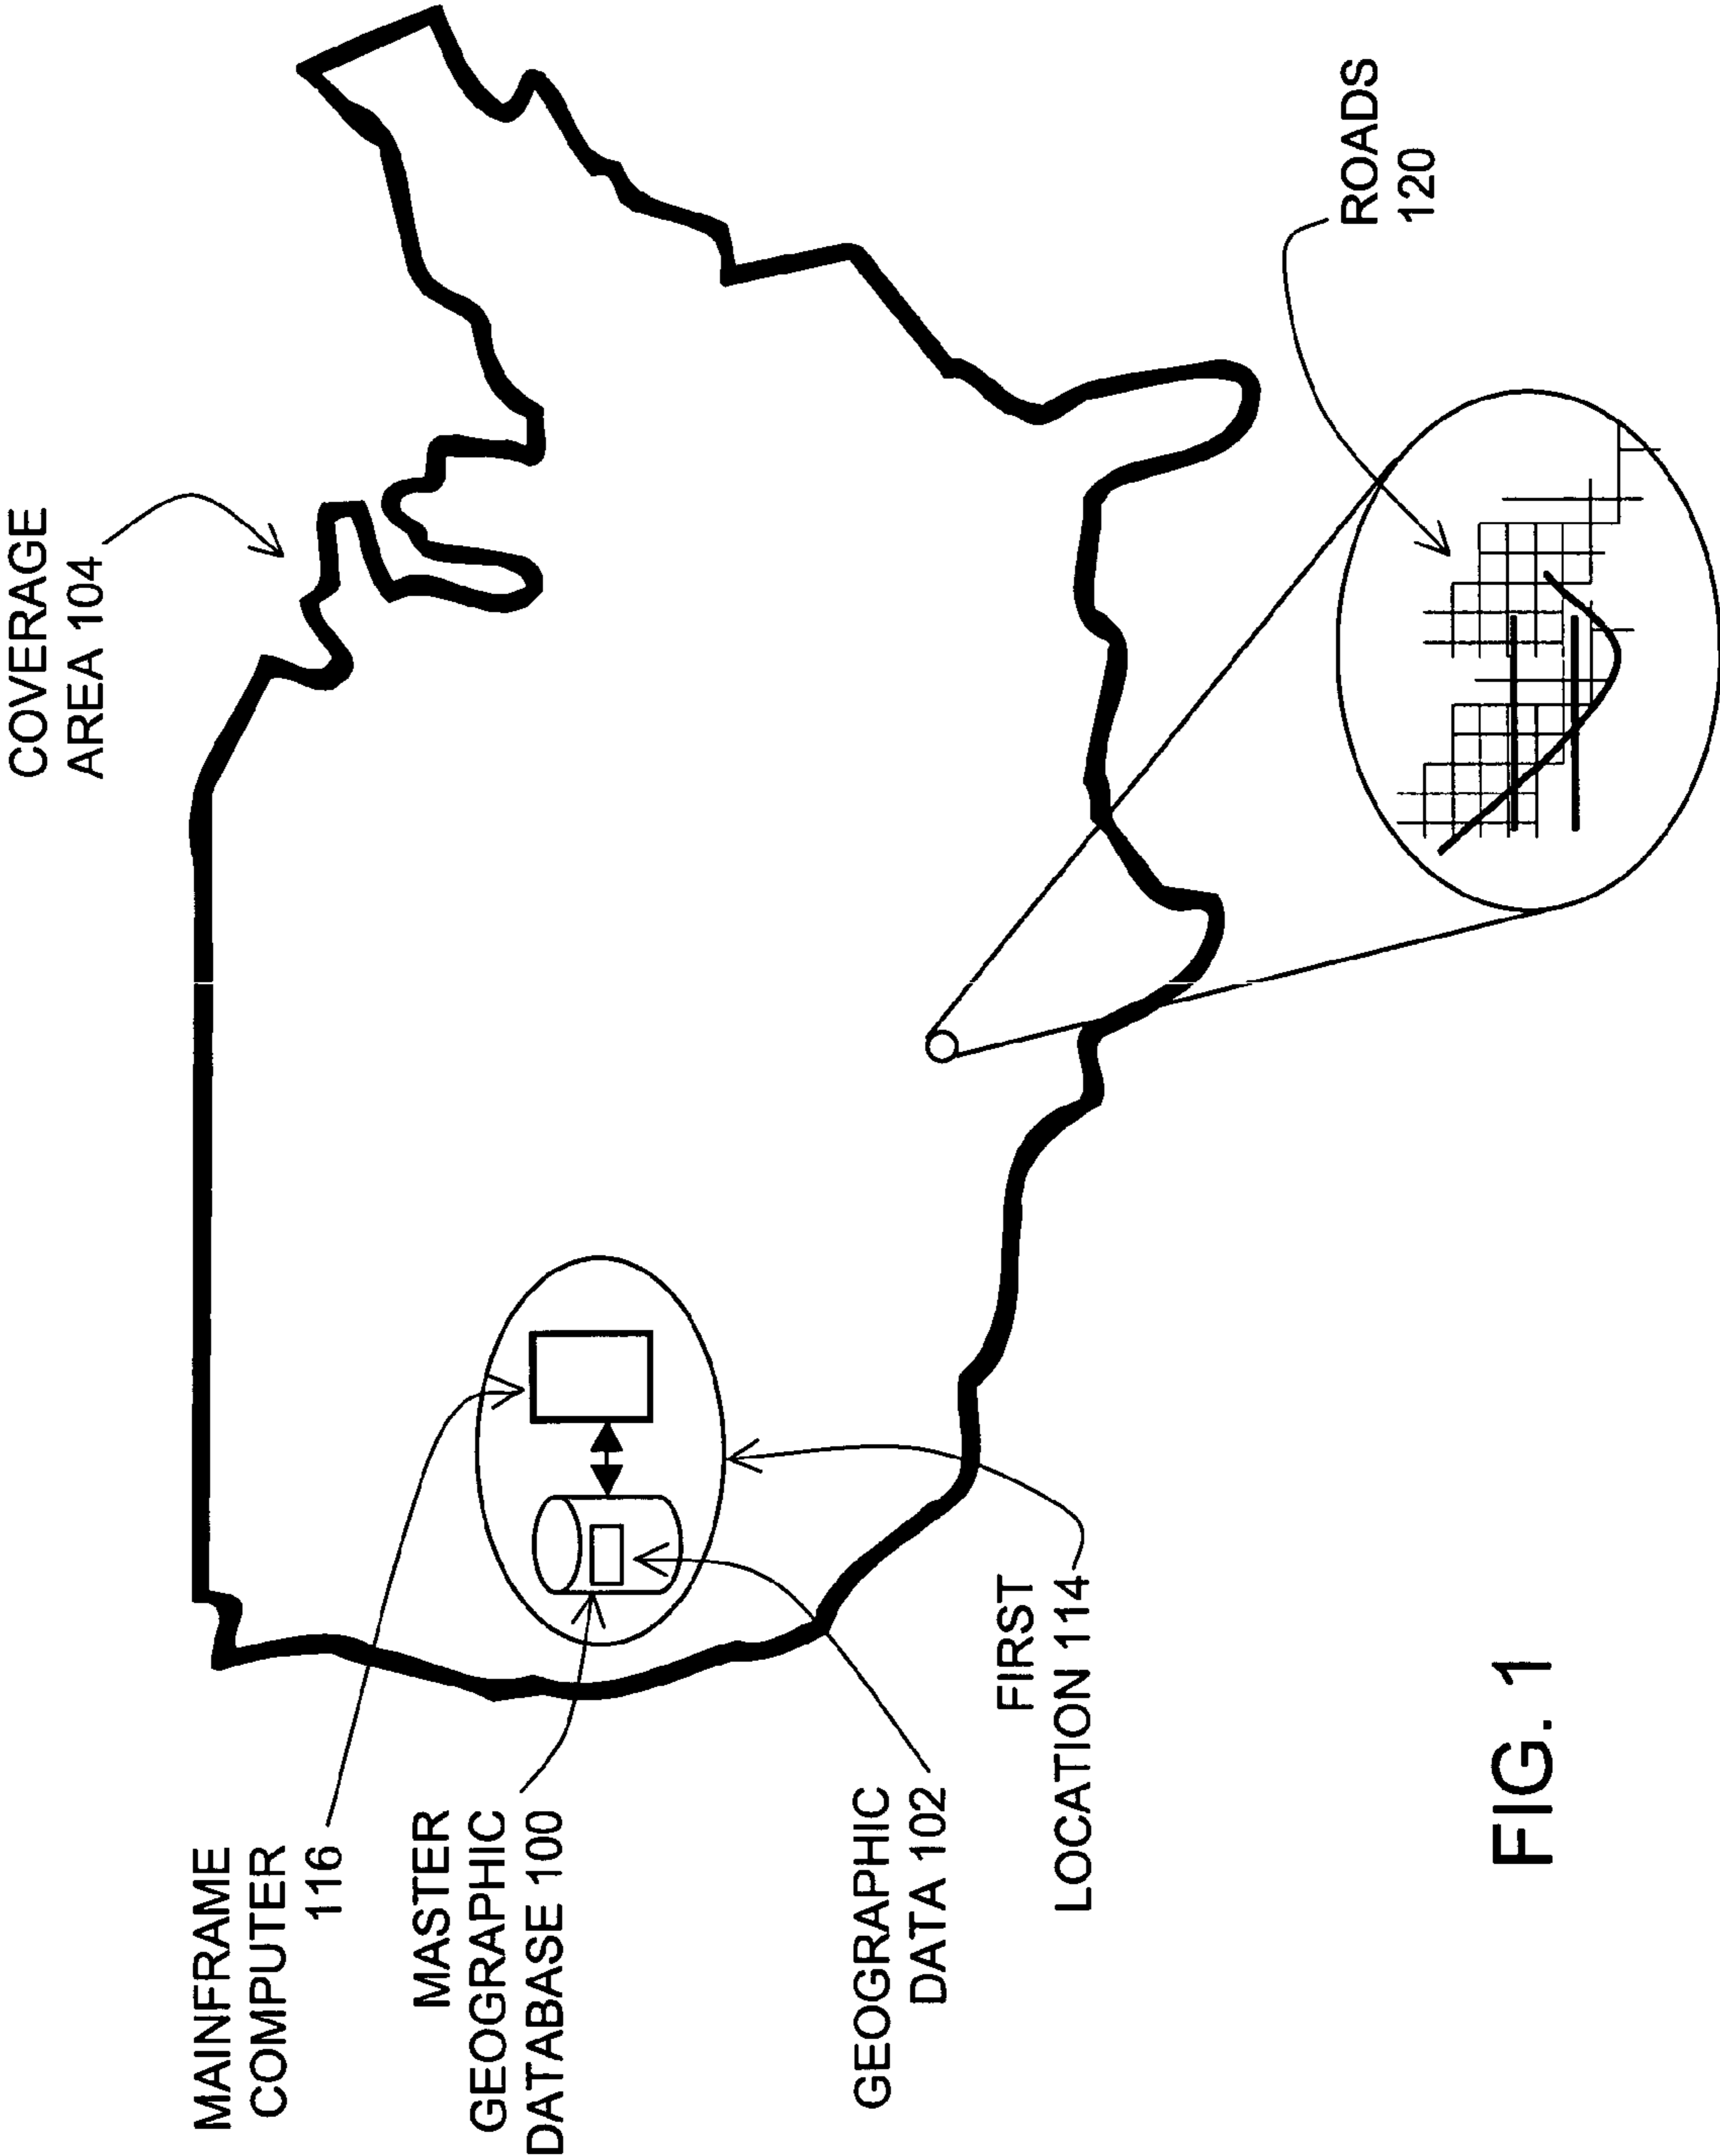 COVERAGE
AREA 104
MAINFRAME
COMPUTER
116
MASTER
GEOGRAPHIC
DATABASE 100
GEOGRAPHIC
DATA 102
FIRST
LOCATION 114
ROADS
120
FIG. 1